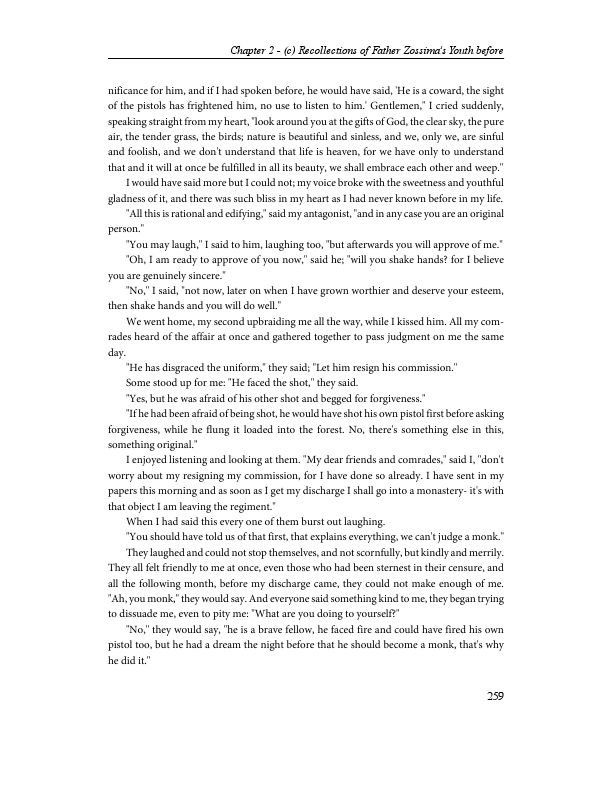 Chapter 2 - (c) Recollections of Father Zossima's Youth before
nificance for him, and if I had spoken before, he would have said, 'He is a coward, the sight
of the pistols has frightened him, no use to listen to him.' Gentlemen," I cried suddenly,
speaking straight from my heart, "look around you at the gifts of God, the clear sky, the pure
air, the tender grass, the birds; nature is beautiful and sinless, and we, only we, are sinful
and foolish, and we don't understand that life is heaven, for we have only to understand
that and it will at once be fulfilled in all its beauty, we shall embrace each other and weep."
I would have said more but I could not; my voice broke with the sweetness and youthful
gladness of it, and there was such bliss in my heart as I had never known before in my life.
"All this is rational and edifying," said my antagonist, "and in any case you are an original
person."
"You may laugh," I said to him, laughing too, "but afterwards you will approve of me."
"Oh, I am ready to approve of you now," said he; "will you shake hands? for I believe
you are genuinely sincere."
"No," I said, "not now, later on when I have grown worthier and deserve your esteem,
then shake hands and you will do well."
We went home, my second upbraiding me all the way, while I kissed him. All my com-
rades heard of the affair at once and gathered together to pass judgment on me the same
day.
"He has disgraced the uniform," they said; "Let him resign his commission."
Some stood up for me: "He faced the shot," they said.
"Yes, but he was afraid of his other shot and begged for forgiveness."
"If he had been afraid of being shot, he would have shot his own pistol first before asking
forgiveness, while he flung it loaded into the forest. No, there's something else in this,
something original."
I enjoyed listening and looking at them. "My dear friends and comrades," said I, "don't
worry about my resigning my commission, for I have done so already. I have sent in my
papers this morning and as soon as I get my discharge I shall go into a monastery- it's with
that object I am leaving the regiment."
When I had said this every one of them burst out laughing.
"You should have told us of that first, that explains everything, we can't judge a monk."
They laughed and could not stop themselves, and not scornfully, but kindly and merrily.
They all felt friendly to me at once, even those who had been sternest in their censure, and
all the following month, before my discharge came, they could not make enough of me.
"Ah, you monk," they would say. And everyone said something kind to me, they began trying
to dissuade me, even to pity me: "What are you doing to yourself?"
"No," they would say, "he is a brave fellow, he faced fire and could have fired his own
pistol too, but he had a dream the night before that he should become a monk, that's why
he did it."
259